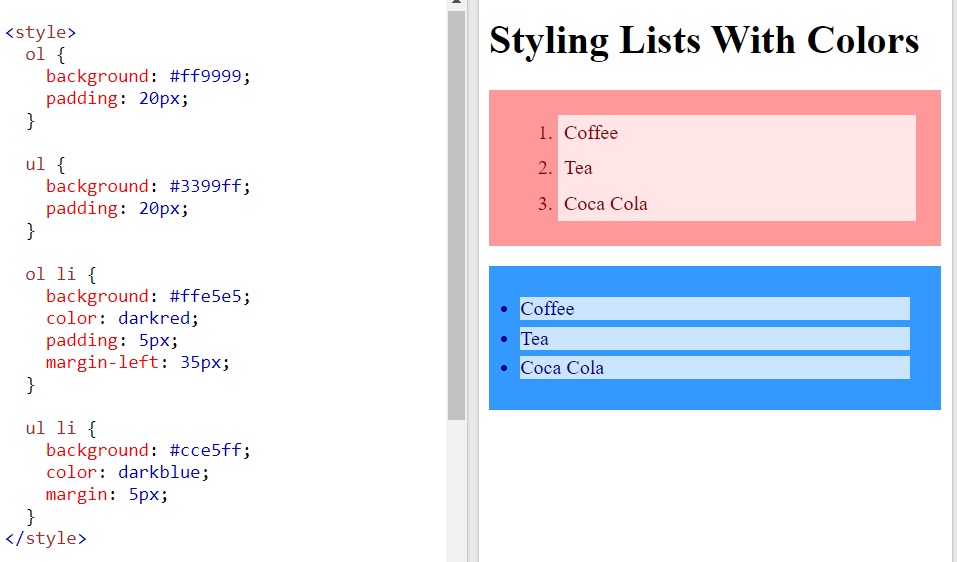 <style>
ol {
background: #ff9999;
padding: 20px;
}
ul {
background: #3399ff;
padding: 20px;
}
ol li {
background: #ffe5e5;
color: darkred;
padding: 5px;
margin-left: 35px;
}
ul li {
background: #cce5ff;
color: darkblue;
margin: 5px;
}
</style>
Styling Lists With Colors
1. Coffee
2. Tea
3. Coca Cola
• Coffee
• Tea
• Coca Cola